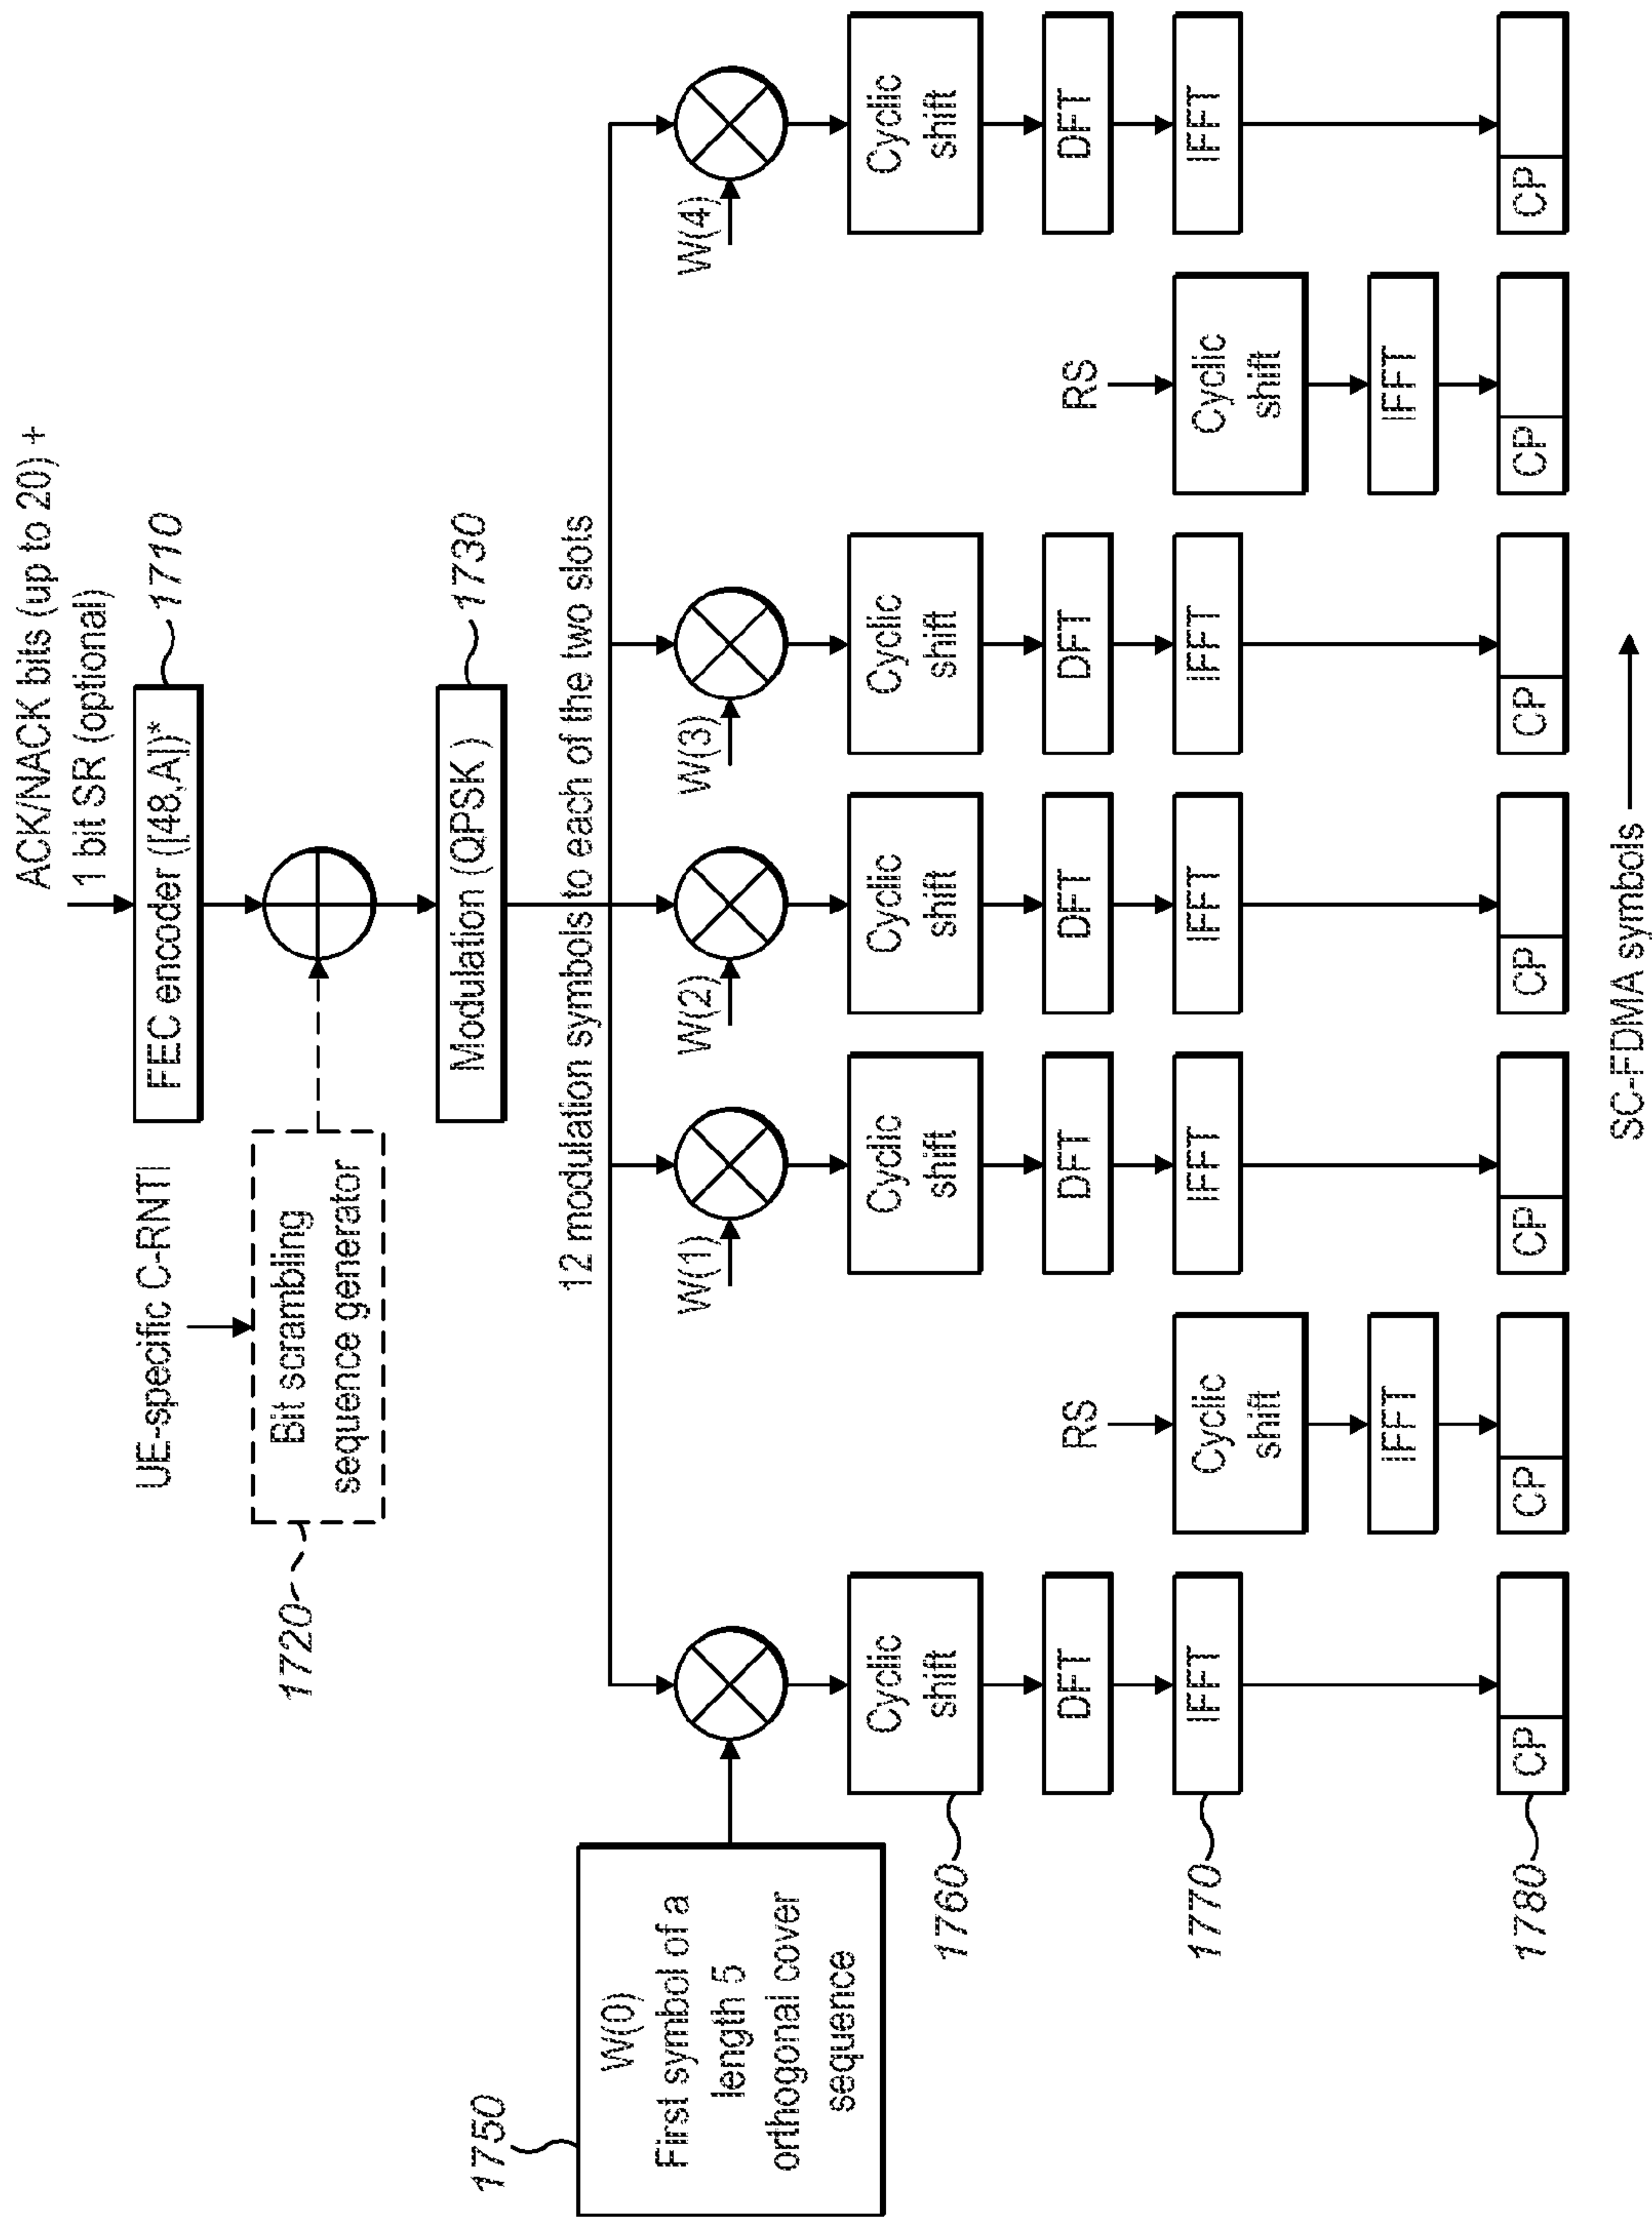 ACK/NACK bits (up to 20) +
1 bit SR (optional)
UE-specific C-RNTI
FEC encoder ([48,A])*
1710
Bit scrambling
sequence generator
1720
Modulation (QPSK )
1730
12 modulation symbols to each of the two slots
1750
W(0)
First symbol of a
length 5
orthogonal cover
sequence
W(1)
W(2)
W(3)
W(4)
1760
Cyclic
shift
Cyclic
shift
Cyclic
shift
Cyclic
shift
Cyclic
shift
DFT
DFT
DFT
DFT
DFT
RS
RS
1770
IFFT
Cyclic
shift
IFFT
IFFT
IFFT
Cyclic
shift
IFFT
IFFT
IFFT
1780
CP
CP
CP
CP
CP
CP
CP
SC-FDMA symbols